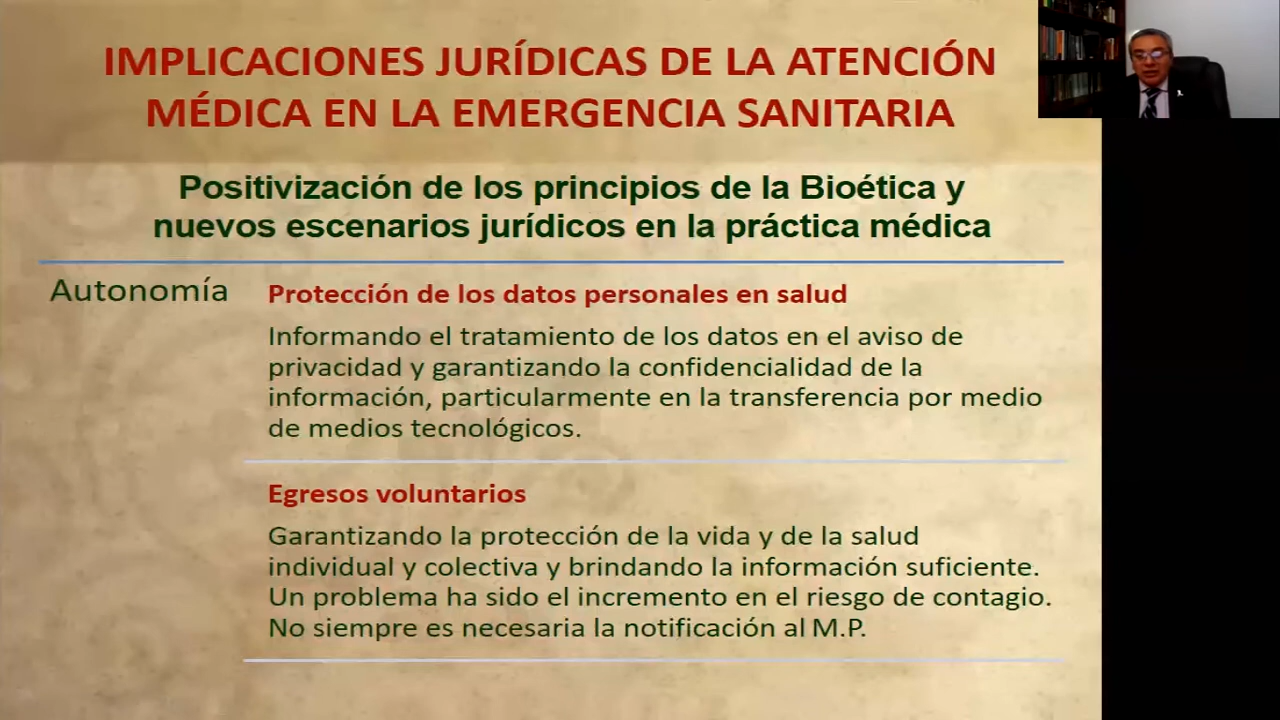 IMPLICACIONES JURÍDICAS DE LA ATENCIÓN
MÉDICA EN LA EMERGENCIA SANITARIA
Positivización de los principios de la Bioética y
nuevos escenarios jurídicos en la práctica médica
Autonomía
Protección de los datos personales en salud
Informando el tratamiento de los datos en el aviso de
privacidad y garantizando la confidencialidad de la
información, particularmente en la transferencia por medio
de medios tecnológicos.
Egresos voluntarios
Garantizando la protección de la vida y de la salud
individual y colectiva y brindando la información suficiente.
Un problema ha sido el incremento en el riesgo de contagio.
No siempre es necesaria la notificación al M.P.